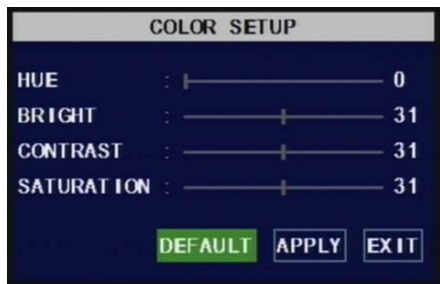 COLOR SETUP
HUE : 0
BRIGHT : 31
CONTRAST : 31
SATURATION : 31
DEFAULT APPLY EXIT